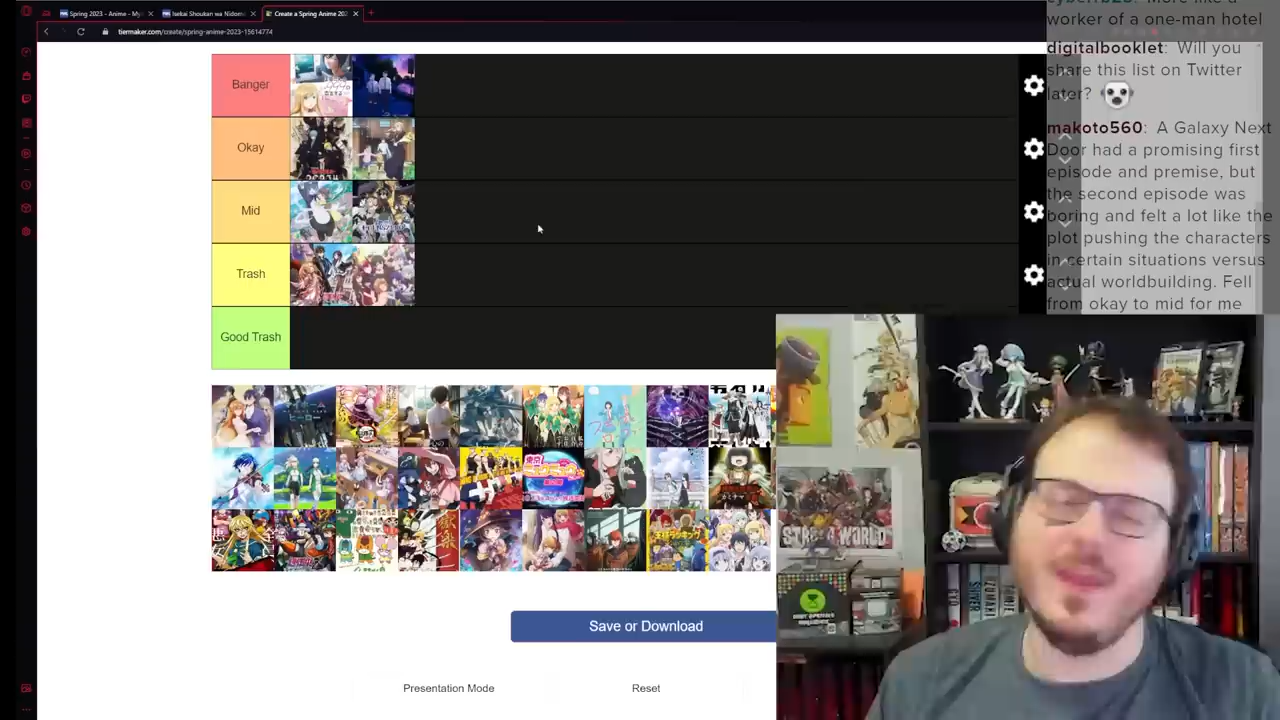 Spring 2023 - Anime - My
Isekai Shoukan wa Nidome
Create a Spring Anime 202
tiermaker.com/create/spring-anime-2023-15614774
Banger
Okay
Mid
Trash
Good Trash
Save or Download
Presentation Mode
Reset
worker of a one-man hotel
digitalbooklet: Will you
share this list on Twitter
later?
makoto560: A Galaxy Next
Door had a promising first
episode and premise, but
the second episode was
boring and felt a lot like the
plot pushing the characters
in certain situations versus
actual worldbuilding. Fell
from okay to mid for me